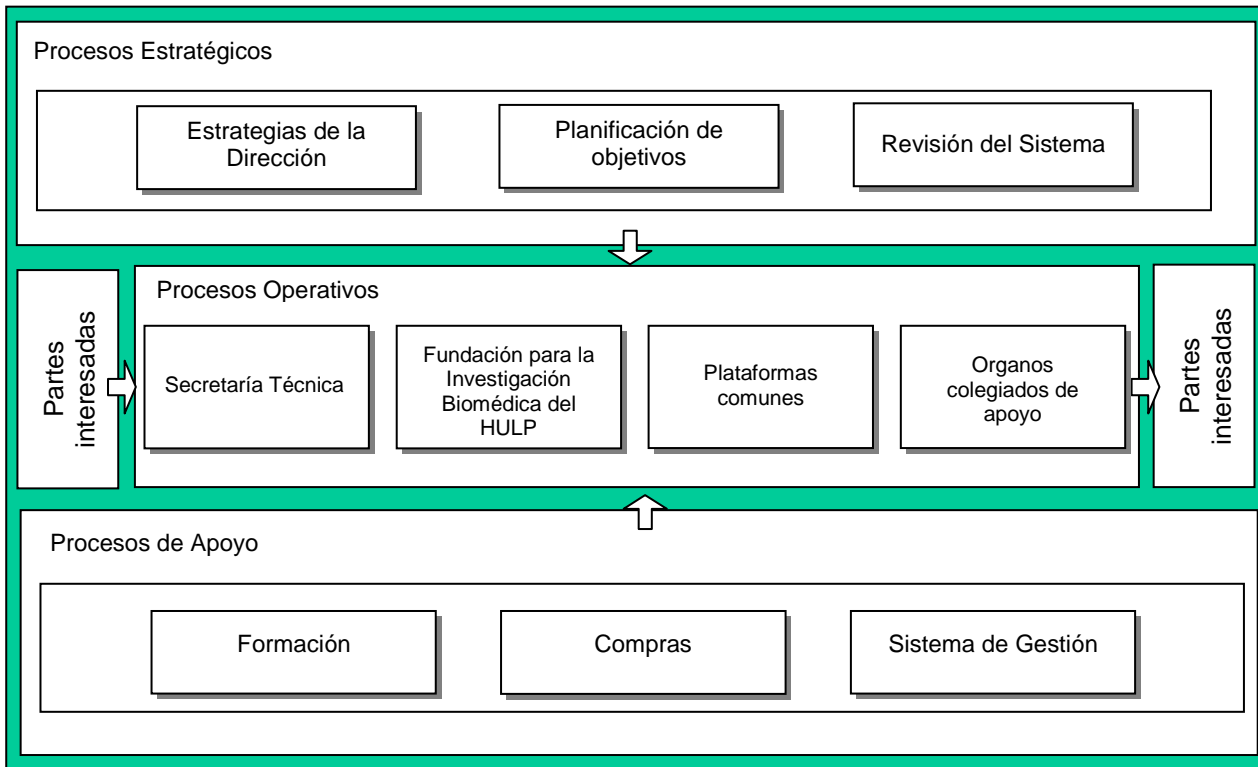 Procesos Estratégicos
Estrategias de la
Dirección
Planificación de
objetivos
Revisión del Sistema
Partes
interesadas
Procesos Operativos
Secretaría Técnica
Fundación para la
Investigación
Biomédica del
HULP
Plataformas
comunes
Organos
colegiados de
apoyo
Partes
interesadas
Procesos de Apoyo
Formación
Compras
Sistema de Gestión